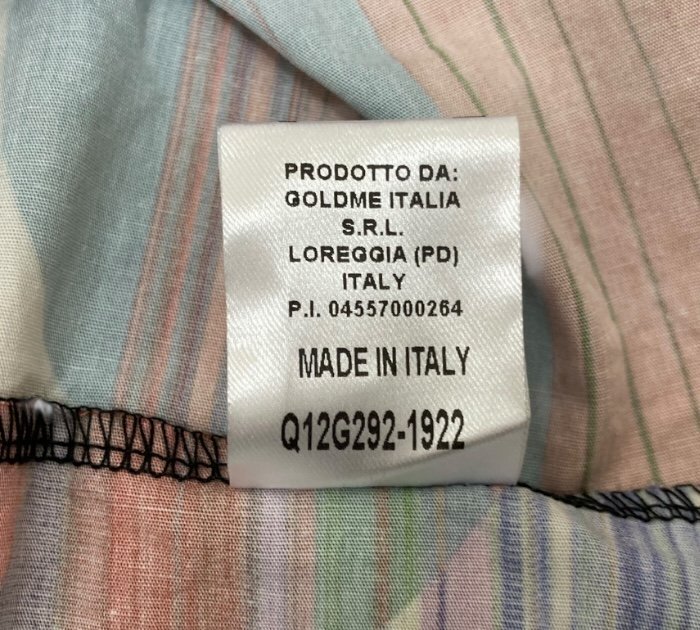 PRODOTTO DA:
GOLDME ITALIA
S.R.L.
LOREGGIA (PD)
ITALY
P.I. 04557000264
MADE IN ITALY
Q12G292-1922